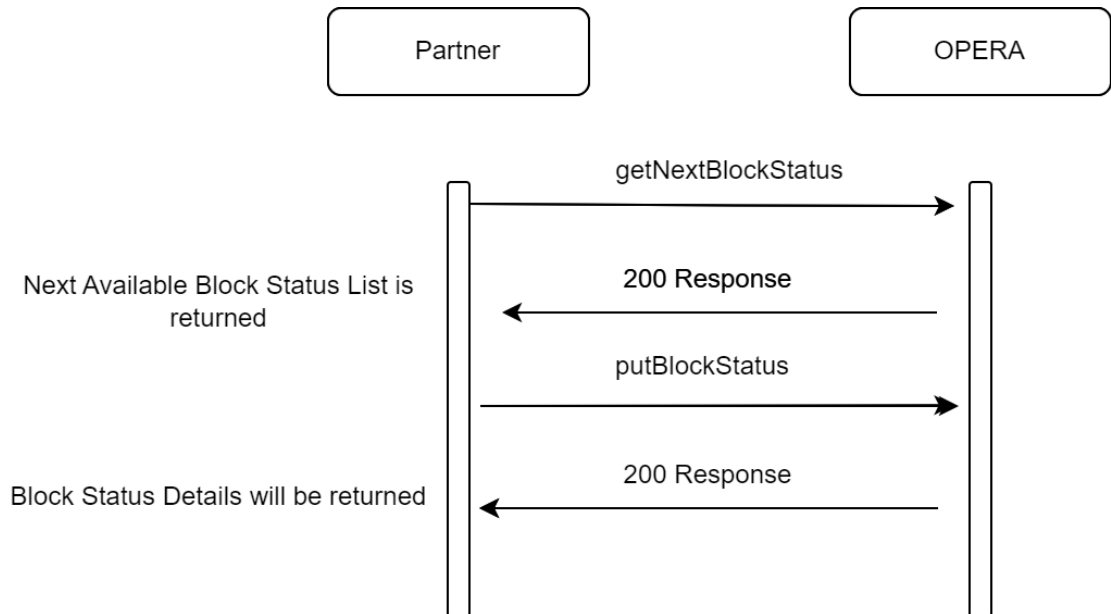 Partner
OPERA
getNextBlockStatus
200 Response
Next Available Block Status List is
returned
putBlockStatus
200 Response
Block Status Details will be returned